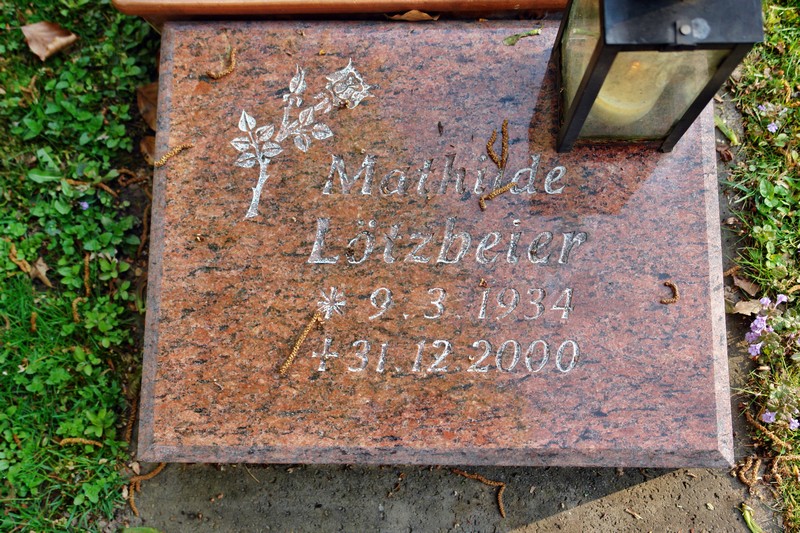 Mathilde
Lötzbeier
* 9. 3. 1934
✝ 31. 12. 2000